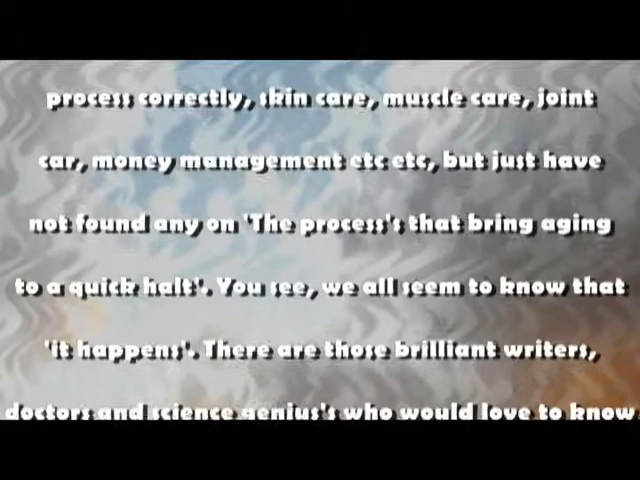 process correctly, skin care, muscle care, joint
car, money management etc etc, but just have
not found any on 'The process's that bring aging
to a quick halt'. You see, we all seem to know that
'it happens'. There are those brilliant writers,
doctors and science genius's who would love to know